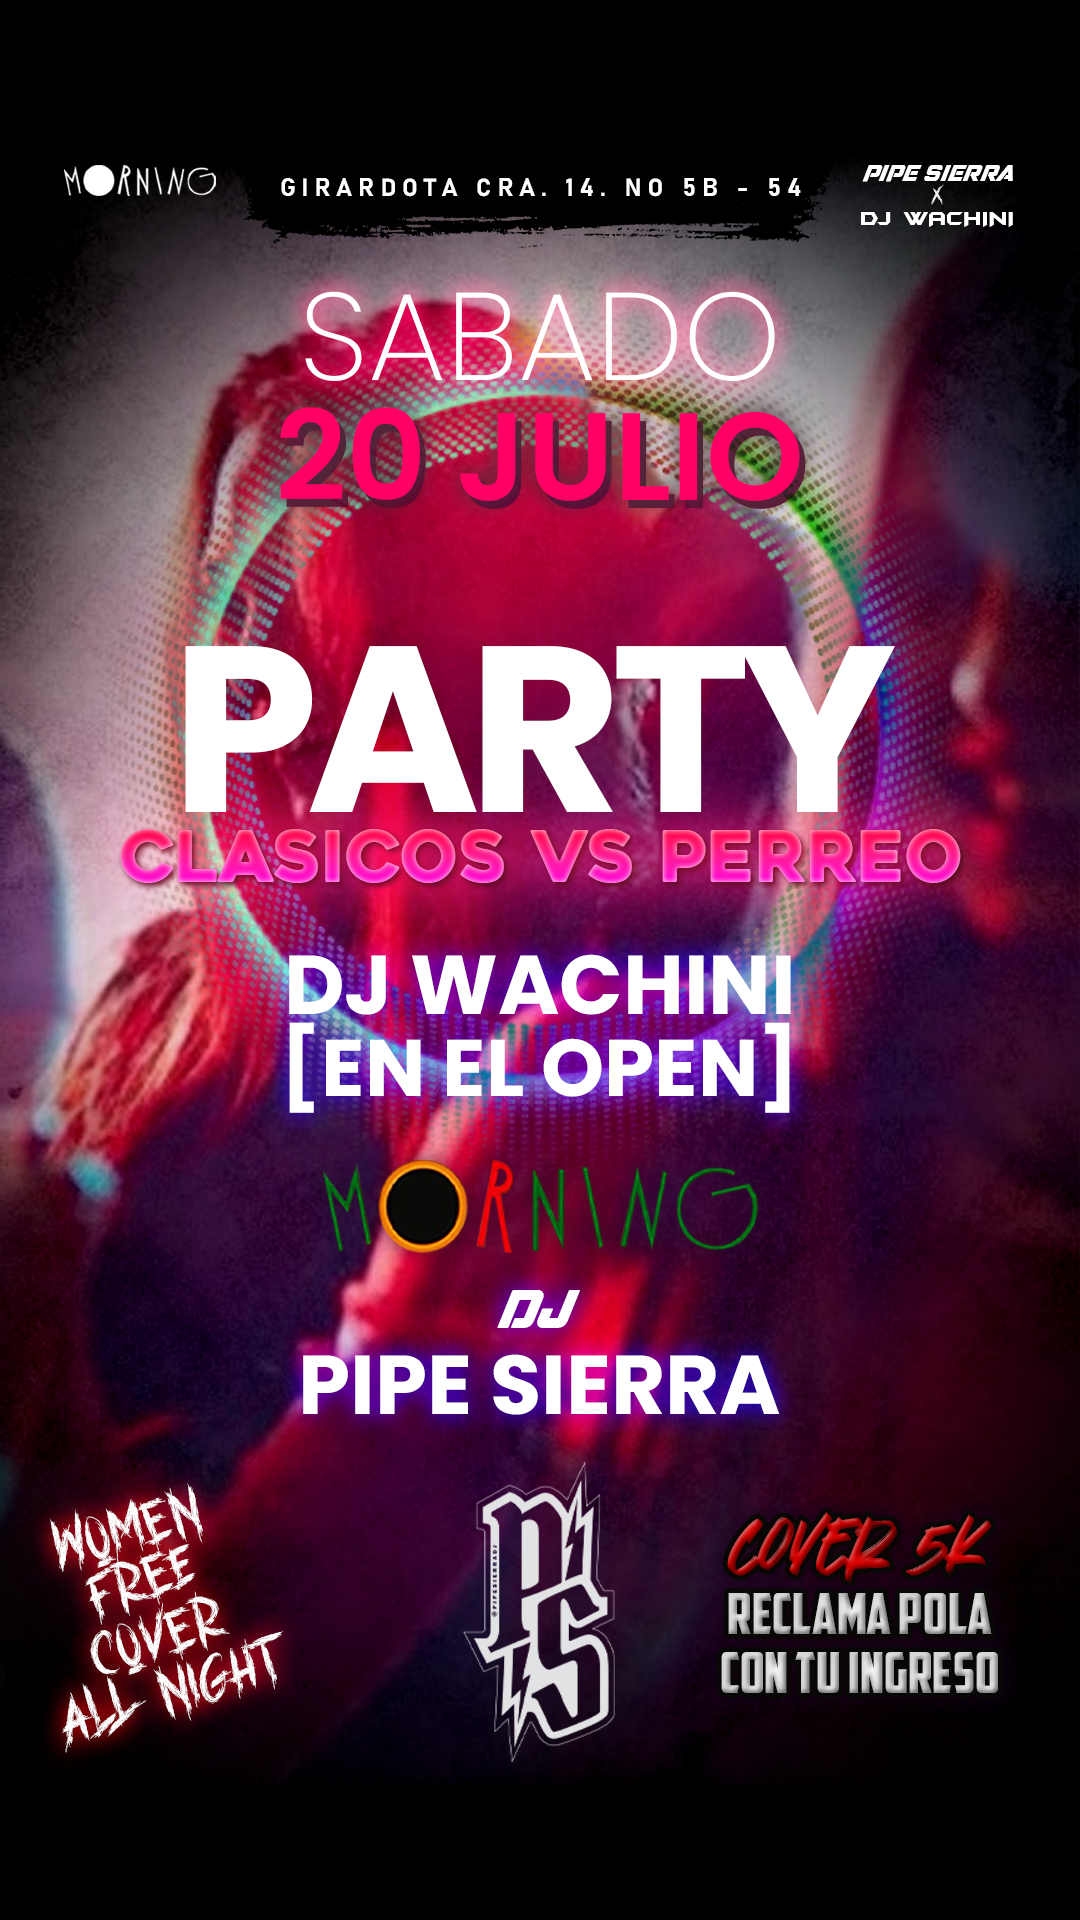 MORNING
GIRARDOTA CRA. 14. NO 5B - 54
PIPE SIERRA
X
DJ WACHINI
SABADO
20 JULIO
PARTY
CLASICOS VS PERREO
DJ WACHINI
[EN EL OPEN]
MORNING
DJ
PIPE SIERRA
WOMEN
FREE
COVER
ALL NIGHT
@PIPESIERRADJ
PS
COVER 5K
RECLAMA POLA
CON TU INGRESO